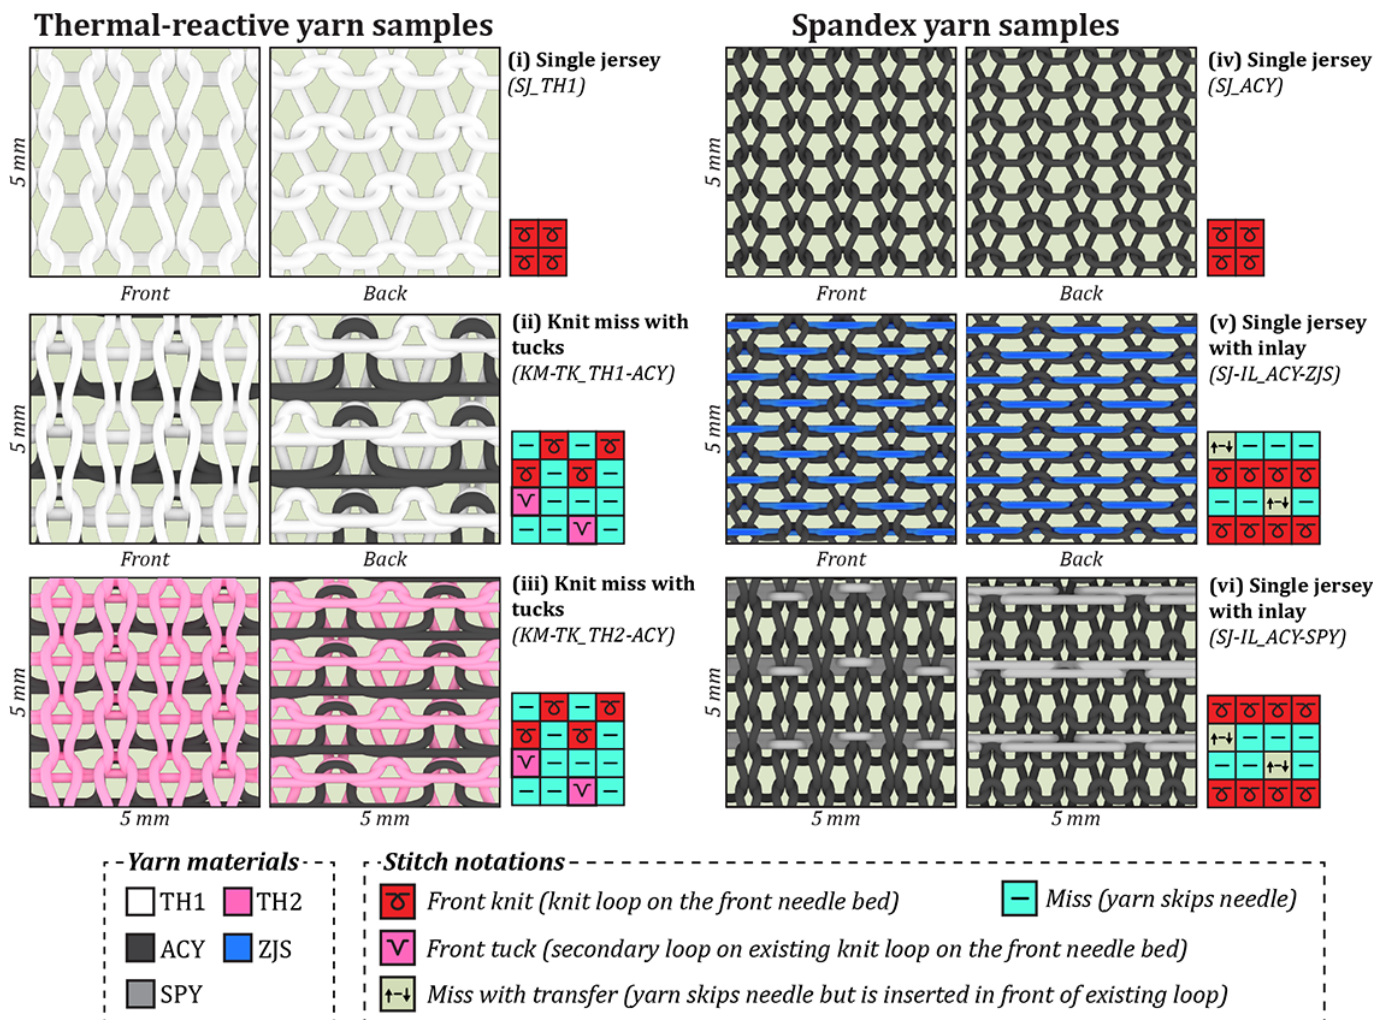 Thermal-reactive yarn samples
Spandex yarn samples
(i) Single jersey
(SJ_TH1)
5 mm
Front
Back
(iv) Single jersey
(SJ_ACY)
5 mm
Front
Back
(ii) Knit miss with
tucks
(KM-TK_TH1-ACY)
5 mm
Front
Back
(v) Single jersey
with inlay
(SJ-IL_ACY-ZJS)
5 mm
Front
Back
(iii) Knit miss with
tucks
(KM-TK_TH2-ACY)
5 mm
5 mm
5 mm
(vi) Single jersey
with inlay
(SJ-IL_ACY-SPY)
5 mm
5 mm
5 mm
Yarn materials
TH1 TH2
ACY ZJS
SPY
Stitch notations
Front knit (knit loop on the front needle bed)
Miss (yarn skips needle)
Front tuck (secondary loop on existing knit loop on the front needle bed)
Miss with transfer (yarn skips needle but is inserted in front of existing loop)